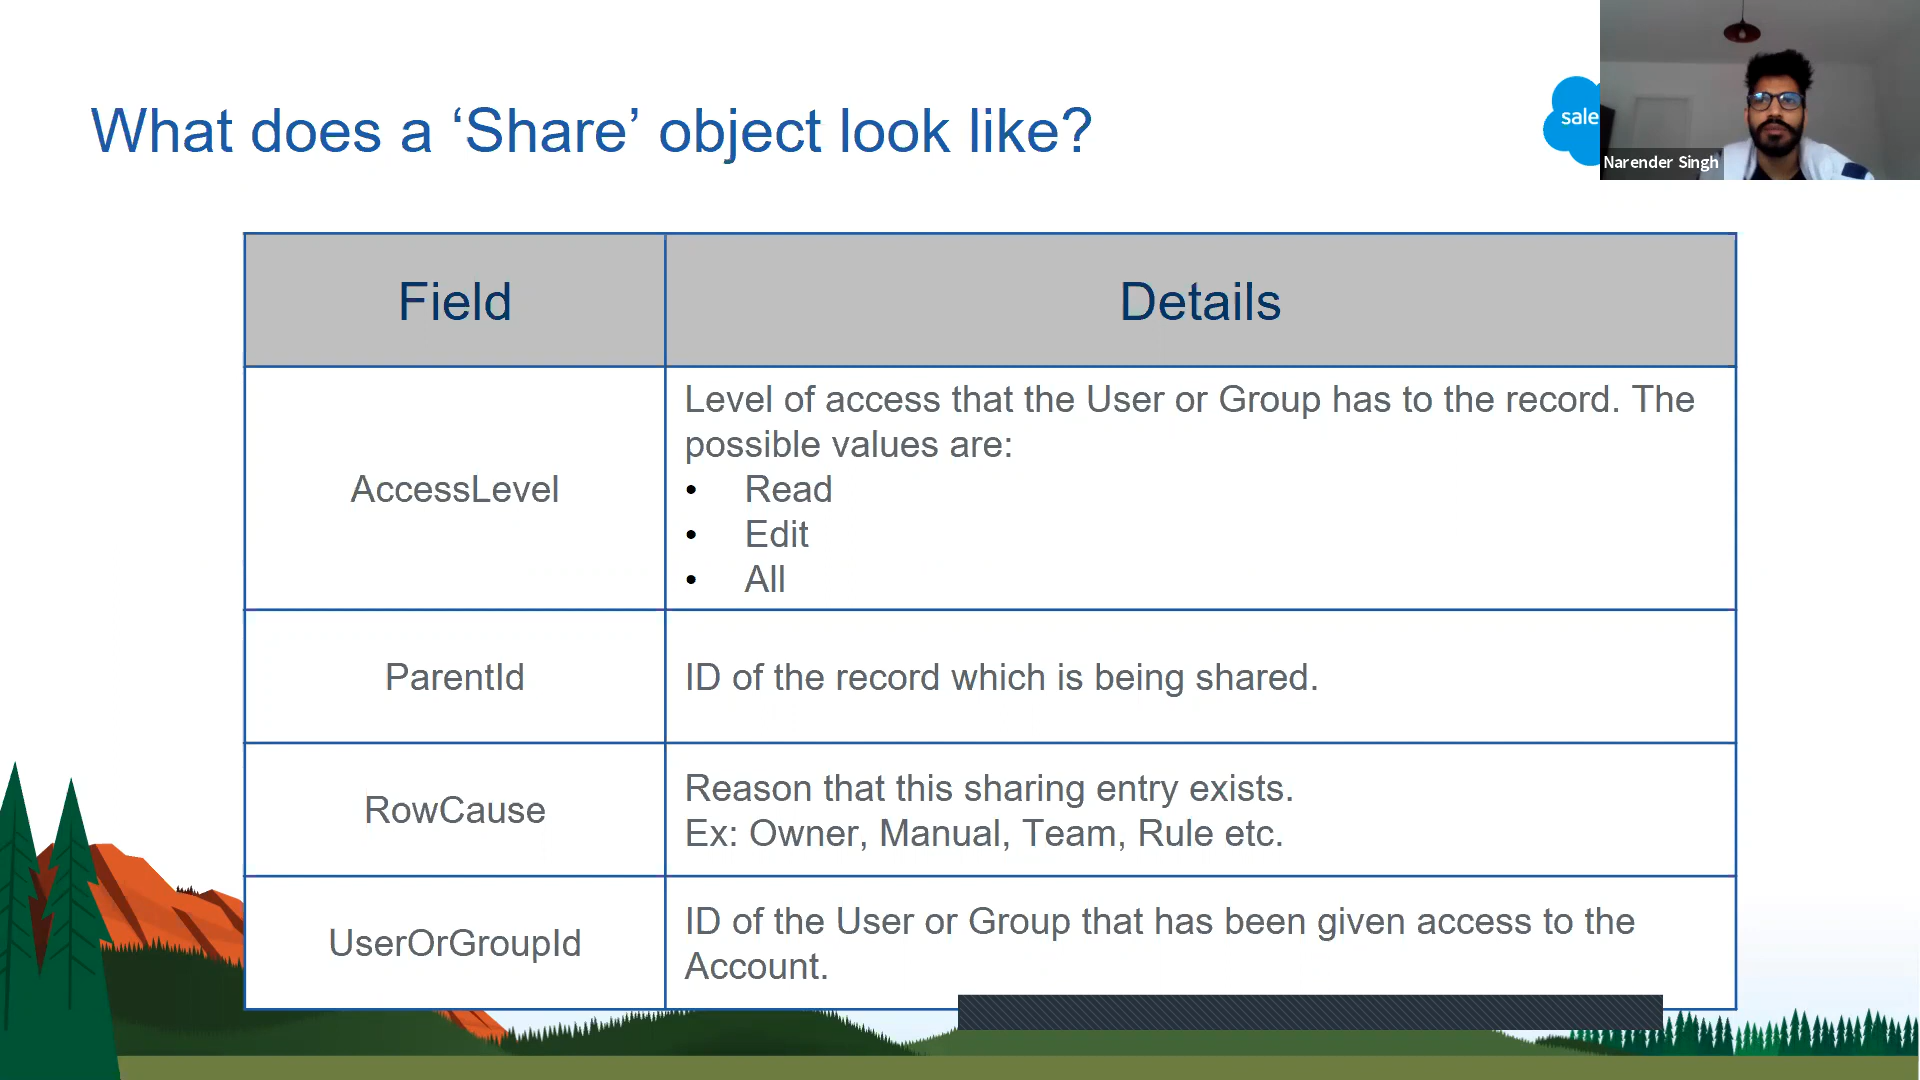 What does a ‘Share’ object look like?
sale
Narender Singh
Field
Details
AccessLevel
Level of access that the User or Group has to the record. The
possible values are:
• Read
• Edit
• All
ParentId
ID of the record which is being shared.
RowCause
Reason that this sharing entry exists.
Ex: Owner, Manual, Team, Rule etc.
UserOrGroupId
ID of the User or Group that has been given access to the
Account.